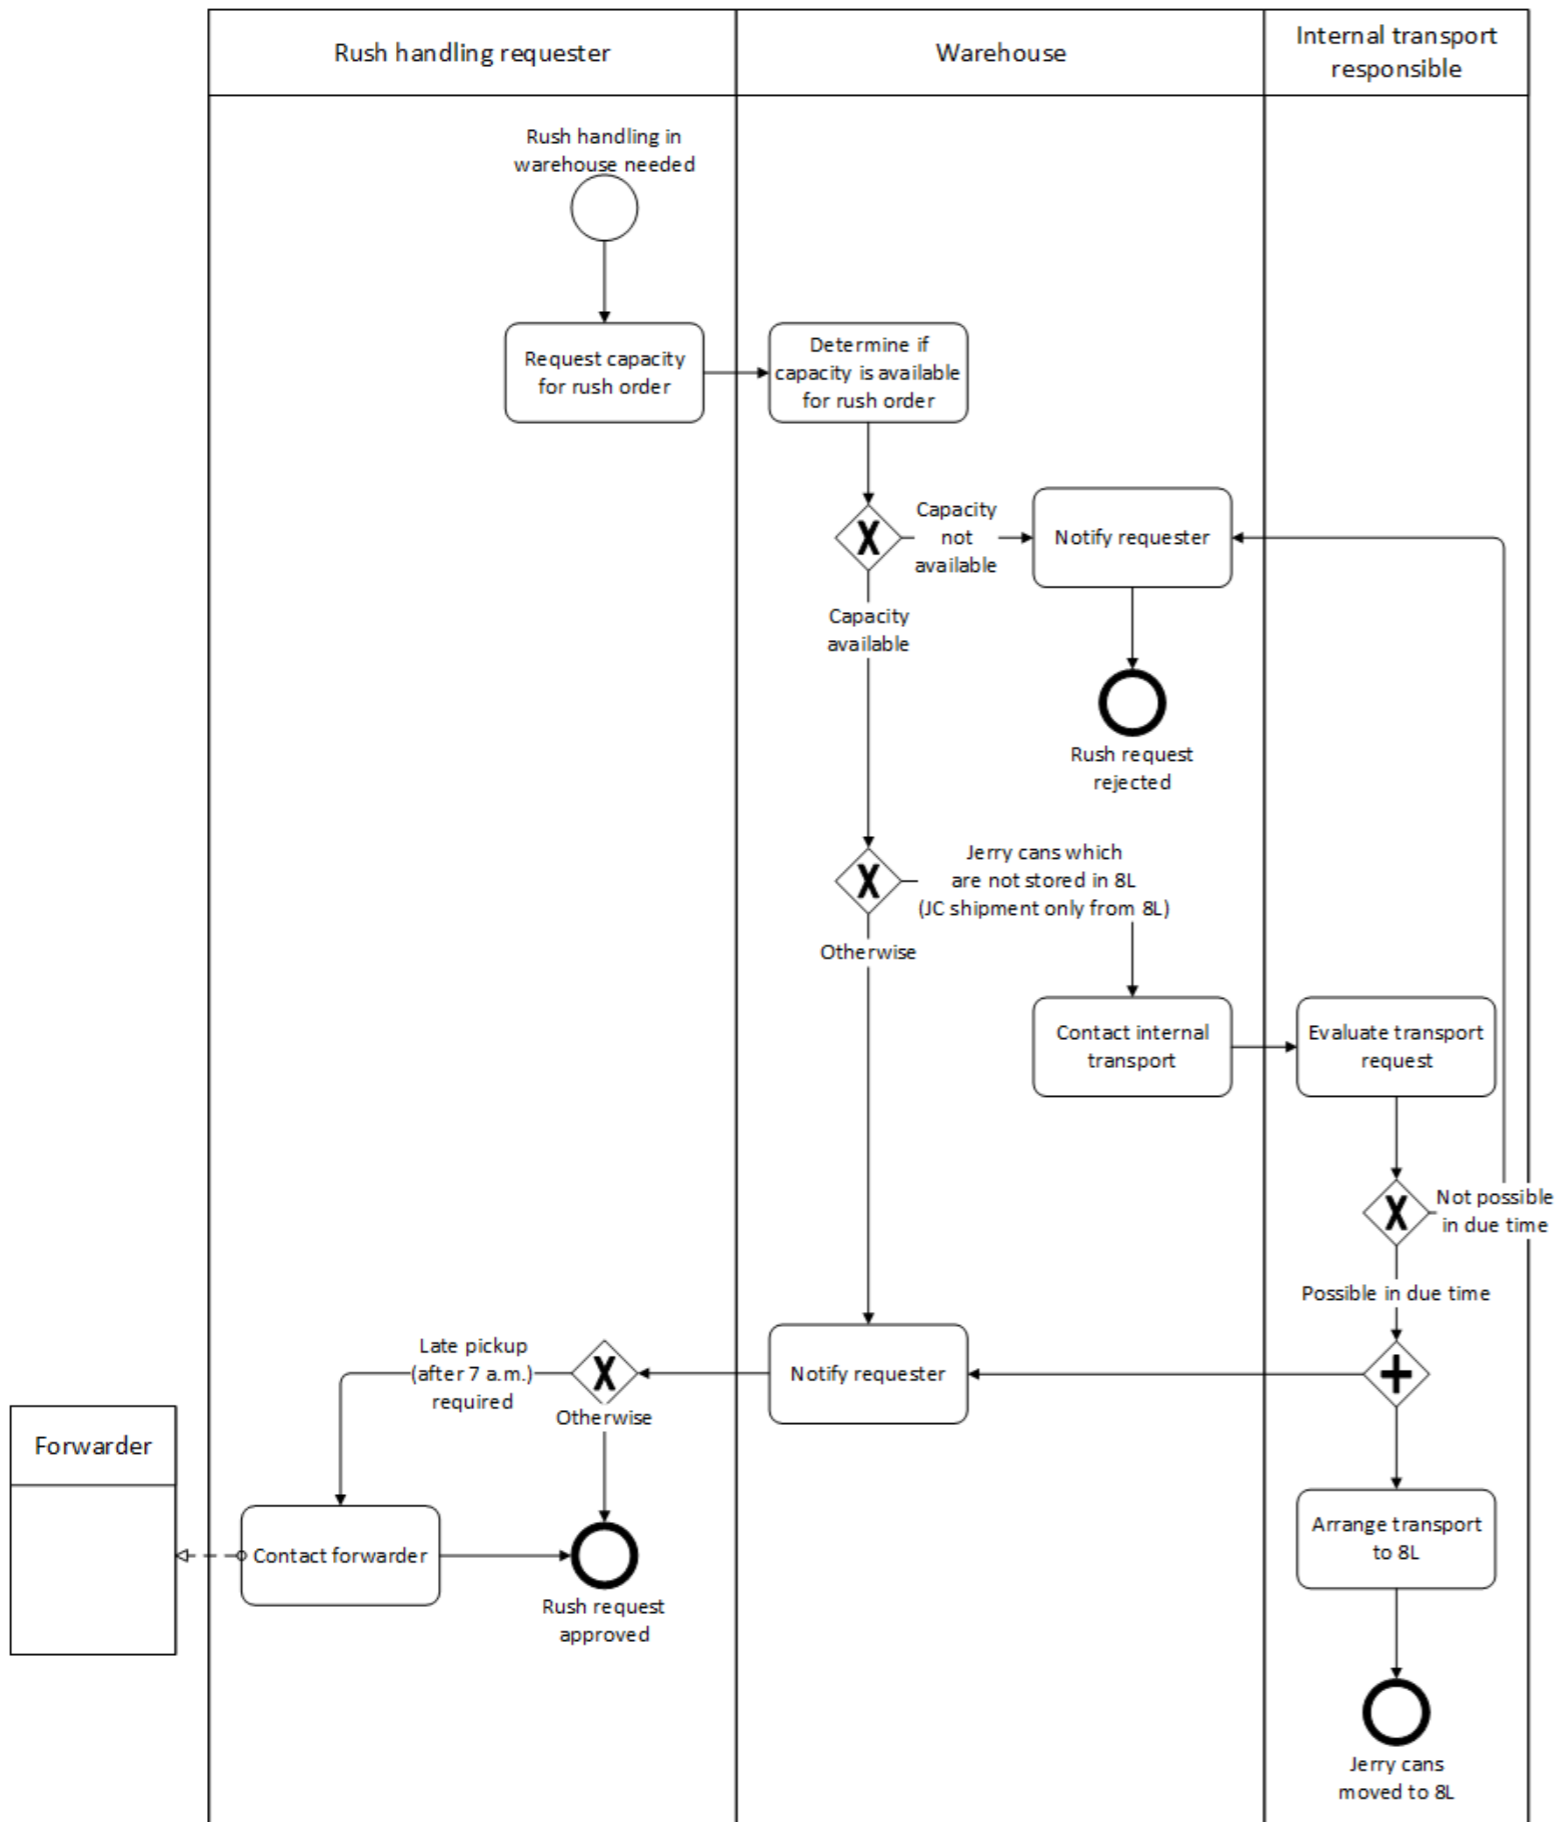 Rush handling requester
Warehouse
Internal transport
responsible
Rush handling in
warehouse needed
Request capacity
for rush order
Determine if
capacity is available
for rush order
Capacity
not
available
Notify requester
Capacity
available
Rush request
rejected
Jerry cans which
are not stored in 8L
(JC shipment only from 8L)
Otherwise
Contact internal
transport
Evaluate transport
request
Not possible
in due time
Possible in due time
Late pickup
(after 7 a.m.)
required
X
Otherwise
Notify requester
Forwarder
Contact forwarder
Rush request
approved
Arrange transport
to 8L
Jerry cans
moved to 8L